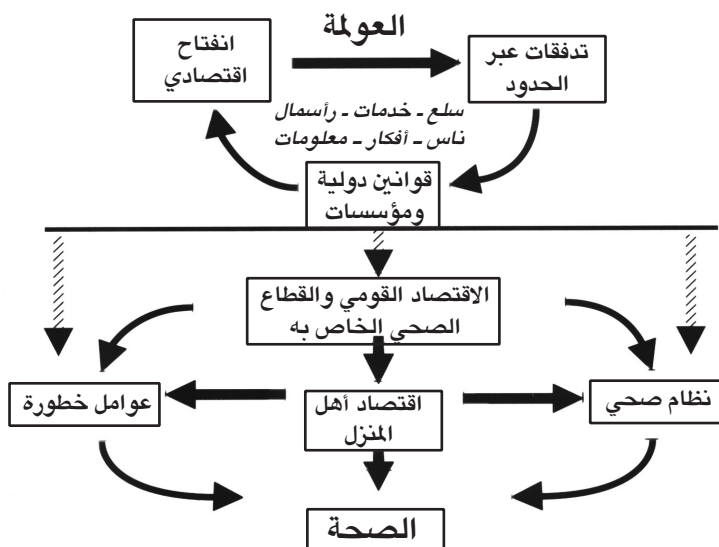 العولمة
انفتاح
اقتصادي
تدفقات عبر
الحدود
سلع ـ خدمات ـ رأسمال
ناس ـ أفكار ـ معلومات
قوانين دولية
ومؤسسات
الاقتصاد القومي والقطاع
الصحي الخاص به
نظام صحي
اقتصاد أهل
المنزل
عوامل خطورة
الصحة